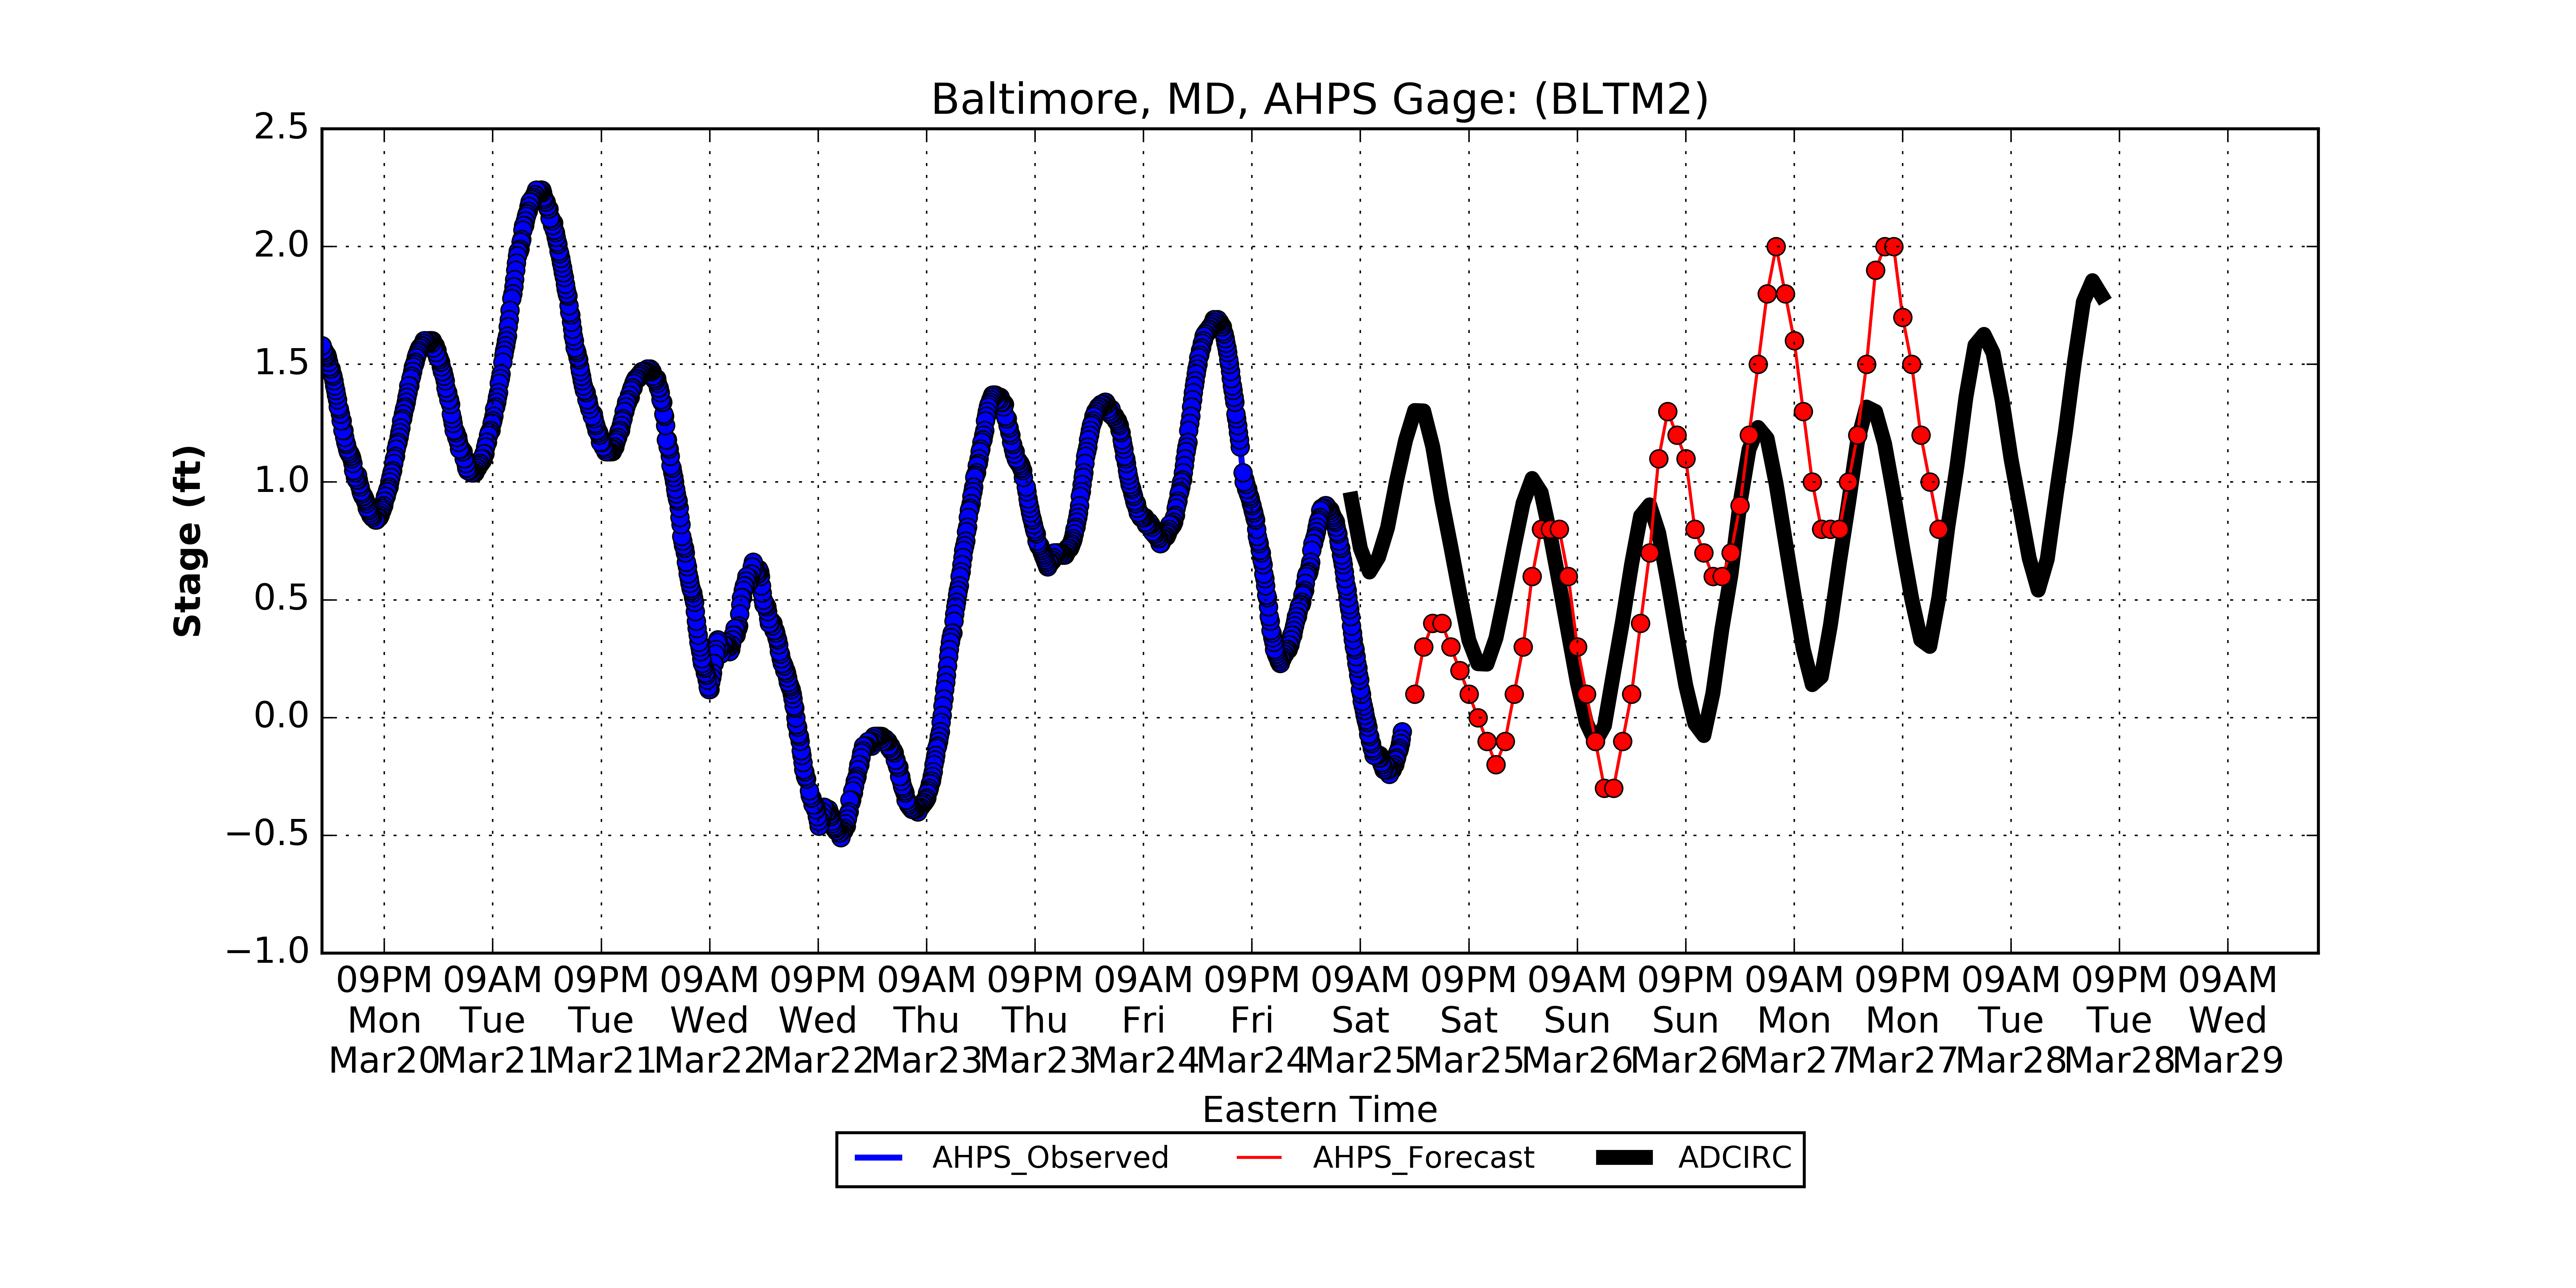 Baltimore, MD, AHPS Gage: (BLTM2)
Stage (ft)
2.5
2.0
1.5
1.0
0.5
0.0
−0.5
−1.0
09PM 09AM 09PM 09AM 09PM 09AM 09PM 09AM 09PM 09AM 09PM 09AM 09PM 09AM 09PM 09AM 09PM 09AM
Mon Tue Tue Wed Wed Thu Thu Fri Fri Sat Sat Sun Sun Mon Mon Tue Tue Wed
Mar20 Mar21 Mar21 Mar22 Mar22 Mar23 Mar23 Mar24 Mar24 Mar25 Mar25 Mar26 Mar26 Mar27 Mar27 Mar28 Mar28 Mar29
Eastern Time
AHPS_Observed AHPS_Forecast ADCIRC